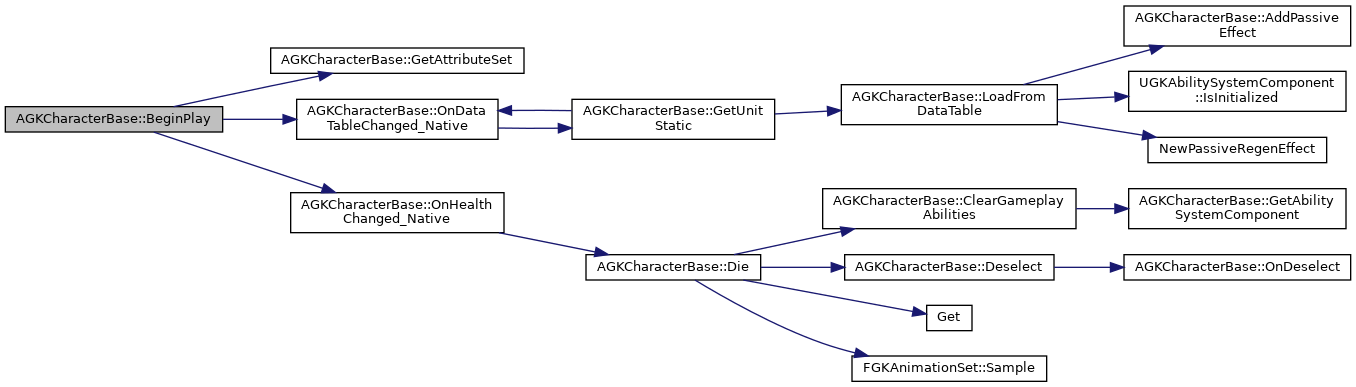 AGKCharacterBase::BeginPlay
AGKCharacterBase::GetAttributeSet
AGKCharacterBase::OnData
TableChanged_Native
AGKCharacterBase::GetUnit
Static
AGKCharacterBase::LoadFrom
DataTable
AGKCharacterBase::AddPassive
Effect
UGKAbilitySystemComponent
::IsInitialized
NewPassiveRegenEffect
AGKCharacterBase::OnHealth
Changed_Native
AGKCharacterBase::Die
AGKCharacterBase::ClearGameplay
Abilities
AGKCharacterBase::GetAbility
SystemComponent
AGKCharacterBase::Deselect
AGKCharacterBase::OnDeselect
Get
FGKAnimationSet::Sample